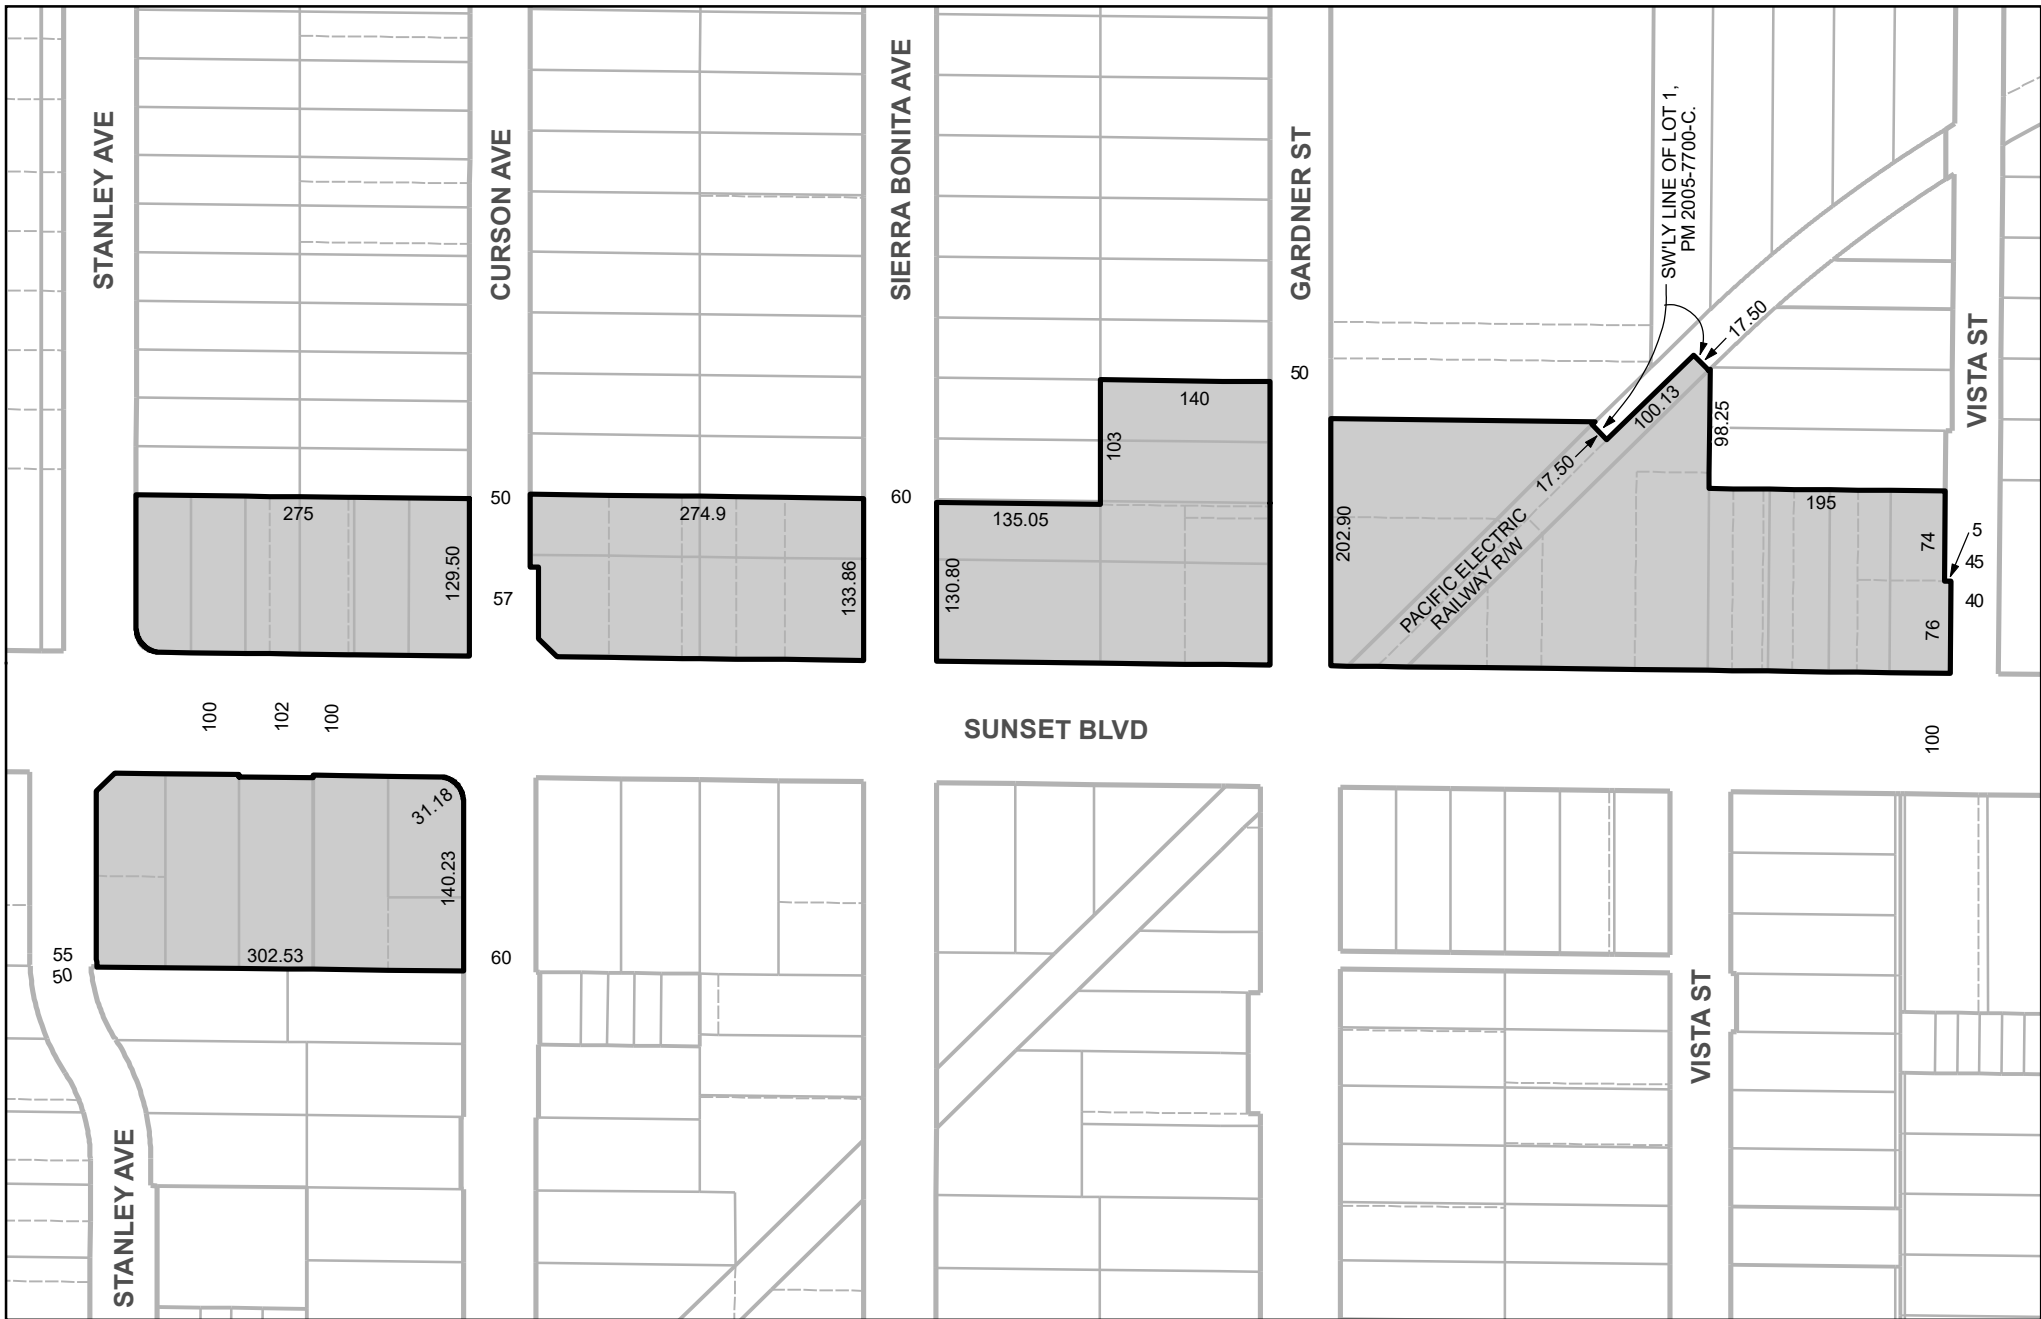 STANLEY AVE
CURSON AVE
SIERRA BONITA AVE
GARDNER ST
SW'LY LINE OF LOT 1,
PM 2005-7700-C.
VISTA ST
17.50
50
140
103
100.13
98.25
17.50
275
50
274.9
60
135.05
195
129.50
57
133.86
130.80
202.90
PACIFIC ELECTRIC
RAILWAY R/W
74
5
45
40
76
100
102
100
SUNSET BLVD
100
31.18
140.23
302.53
55
50
60
STANLEY AVE
VISTA ST